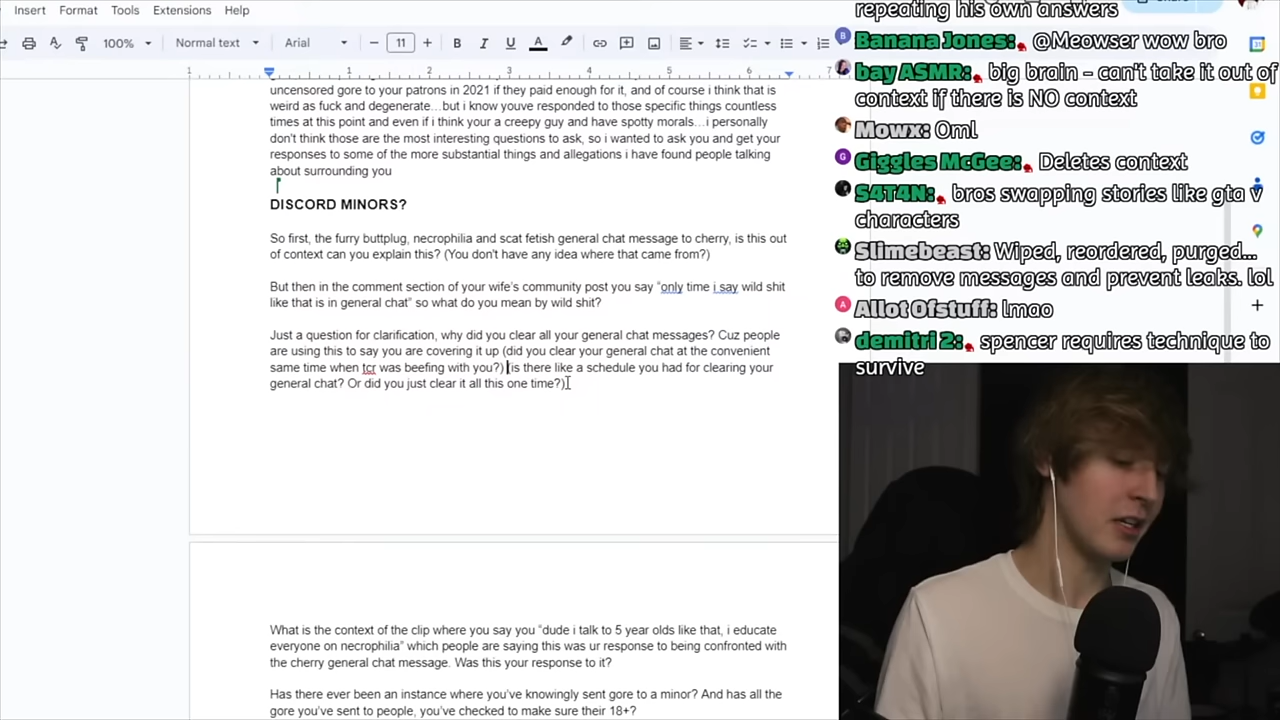 Insert Format Tools Extensions Help
100% Normal text Arial 11 B I U A
1 1 2 3 4 5 6 7
uncensored gore to your patrons in 2021 if they paid enough for it, and of course i think that is
weird as fuck and degenerate…but i know youve responded to those specific things countless
times at this point and even if i think your a creepy guy and have spotty morals…i personally
don't think those are the most interesting questions to ask, so i wanted to ask you and get your
responses to some of the more substantial things and allegations i have found people talking
about surrounding you
DISCORD MINORS?
So first, the furry buttplug, necrophilia and scat fetish general chat message to cherry, is this out
of context can you explain this? (You don't have any idea where that came from?)
But then in the comment section of your wife's community post you say "only time i say wild shit
like that is in general chat" so what do you mean by wild shit?
Just a question for clarification, why did you clear all your general chat messages? Cuz people
are using this to say you are covering it up (did you clear your general chat at the convenient
same time when tcr was beefing with you?) (is there like a schedule you had for clearing your
general chat? Or did you just clear it all this one time?)
What is the context of the clip where you say you "dude i talk to 5 year olds like that, i educate
everyone on necrophilia" which people are saying this was ur response to being confronted with
the cherry general chat message. Was this your response to it?
Has there ever been an instance where you've knowingly sent gore to a minor? And has all the
gore you've sent to people, you've checked to make sure their 18+?
repeating his own answers
Banana Jones: @Meowser wow bro
bay ASMR: big brain - can't take it out of
context if there is NO context
Mowx: Oml
Giggles McGee: Deletes context
S4T4N: bros swapping stories like gta v
characters
Slimebeast: Wiped, reordered, purged...
to remove messages and prevent leaks. lol
Allot Ofstuff: lmao
demitri 2: spencer requires technique to
survive